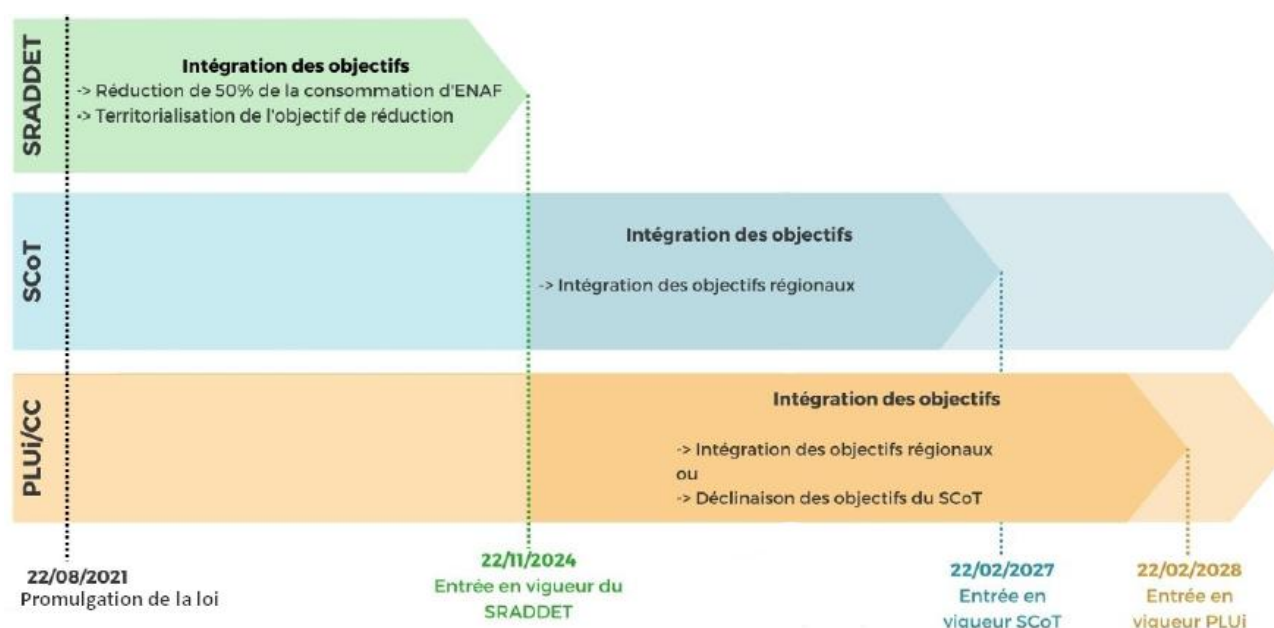 SRADDET
Intégration des objectifs
-> Réduction de 50% de la consommation d'ENAF
-> Territorialisation de l'objectif de réduction
SCoT
Intégration des objectifs
-> Intégration des objectifs régionaux
PLUi/CC
Intégration des objectifs
-> Intégration des objectifs régionaux
ou
-> Déclinaison des objectifs du SCoT
22/08/2021
Promulgation de la loi
22/11/2024
Entrée en vigueur du
SRADDET
22/02/2027
Entrée en
vigueur SCoT
22/02/2028
Entrée en
vigueur PLUi